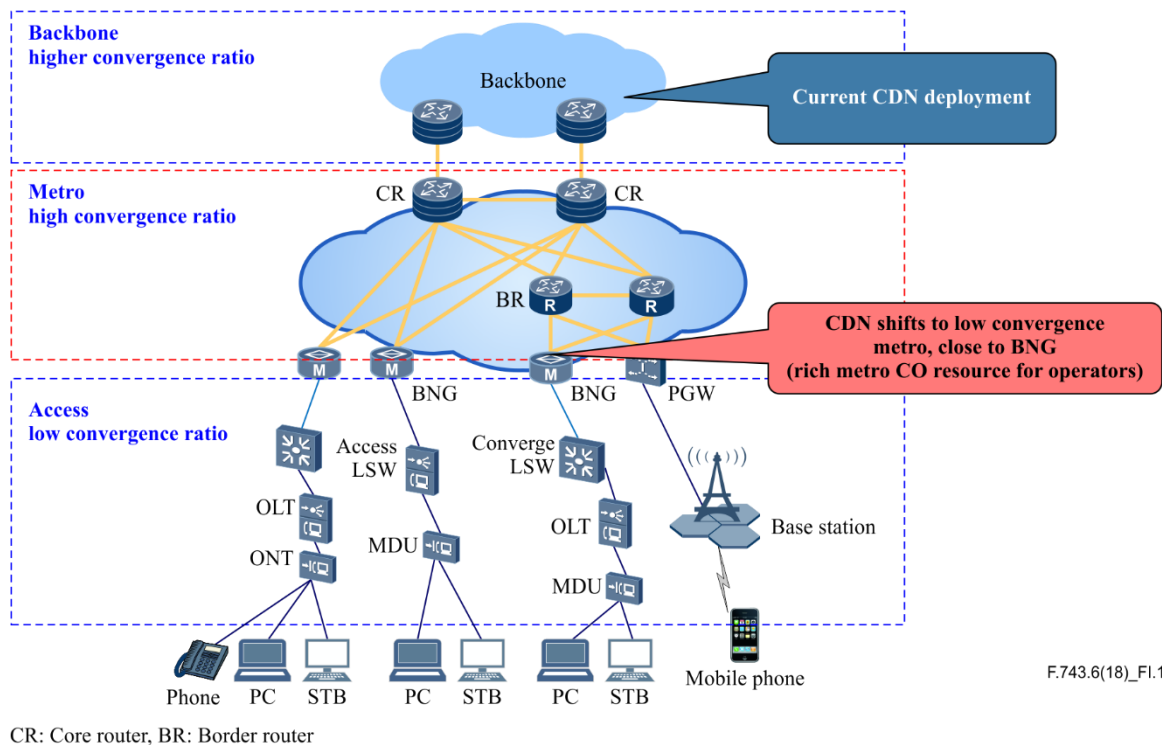 Backbone
higher convergence ratio
Backbone
Current CDN deployment
Metro
high convergence ratio
CR
CR
BR
R
R
CDN shifts to low convergence
metro, close to BNG
(rich metro CO resource for operators)
M
M
M
BNG
BNG
PGW
Access
low convergence ratio
Access
LSW
Converge
LSW
OLT
OLT
Base station
ONT
MDU
MDU
Phone
PC
STB
PC
STB
PC
STB
Mobile phone
F.743.6(18)_FI.1
CR: Core router, BR: Border router